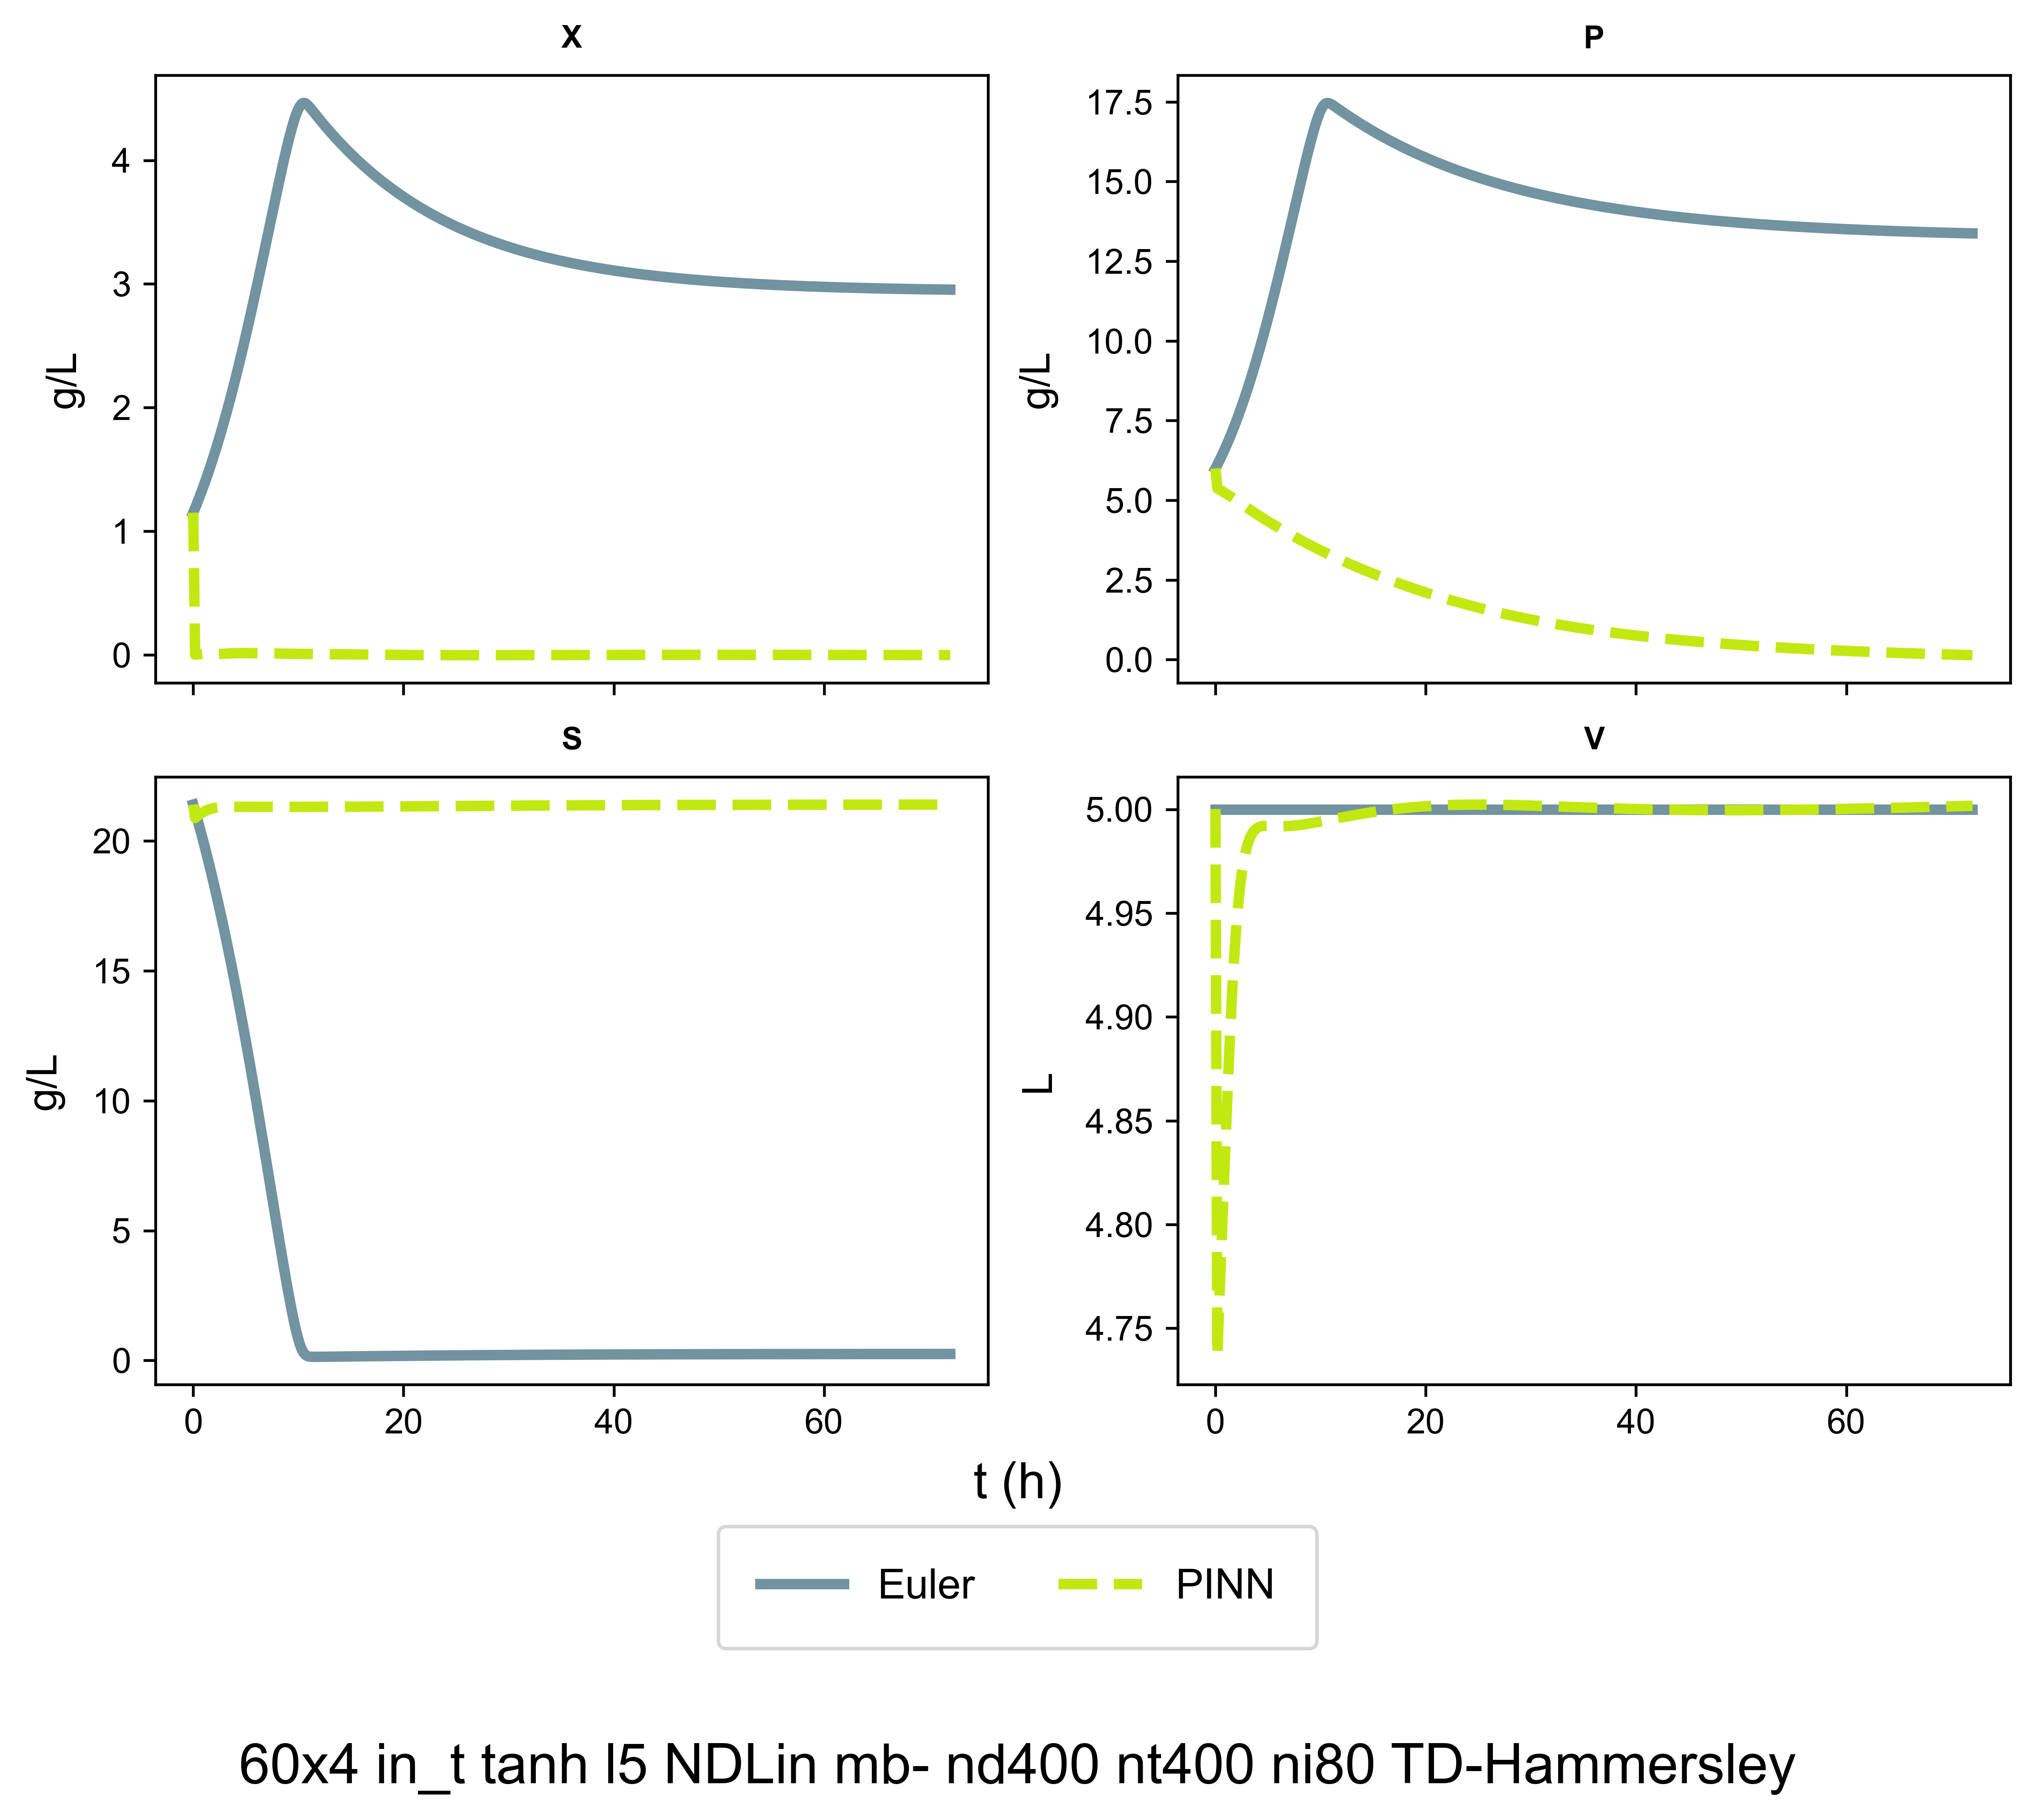 X
4
3
2
1
0
g/L
P
17.5
15.0
12.5
10.0
7.5
5.0
2.5
0.0
g/L
S
20
15
10
5
0
g/L
0 20 40 60
V
5.00
4.95
4.90
4.85
4.80
4.75
L
0 20 40 60
t (h)
Euler PINN
60x4 in_t tanh l5 NDLin mb- nd400 nt400 ni80 TD-Hammersley